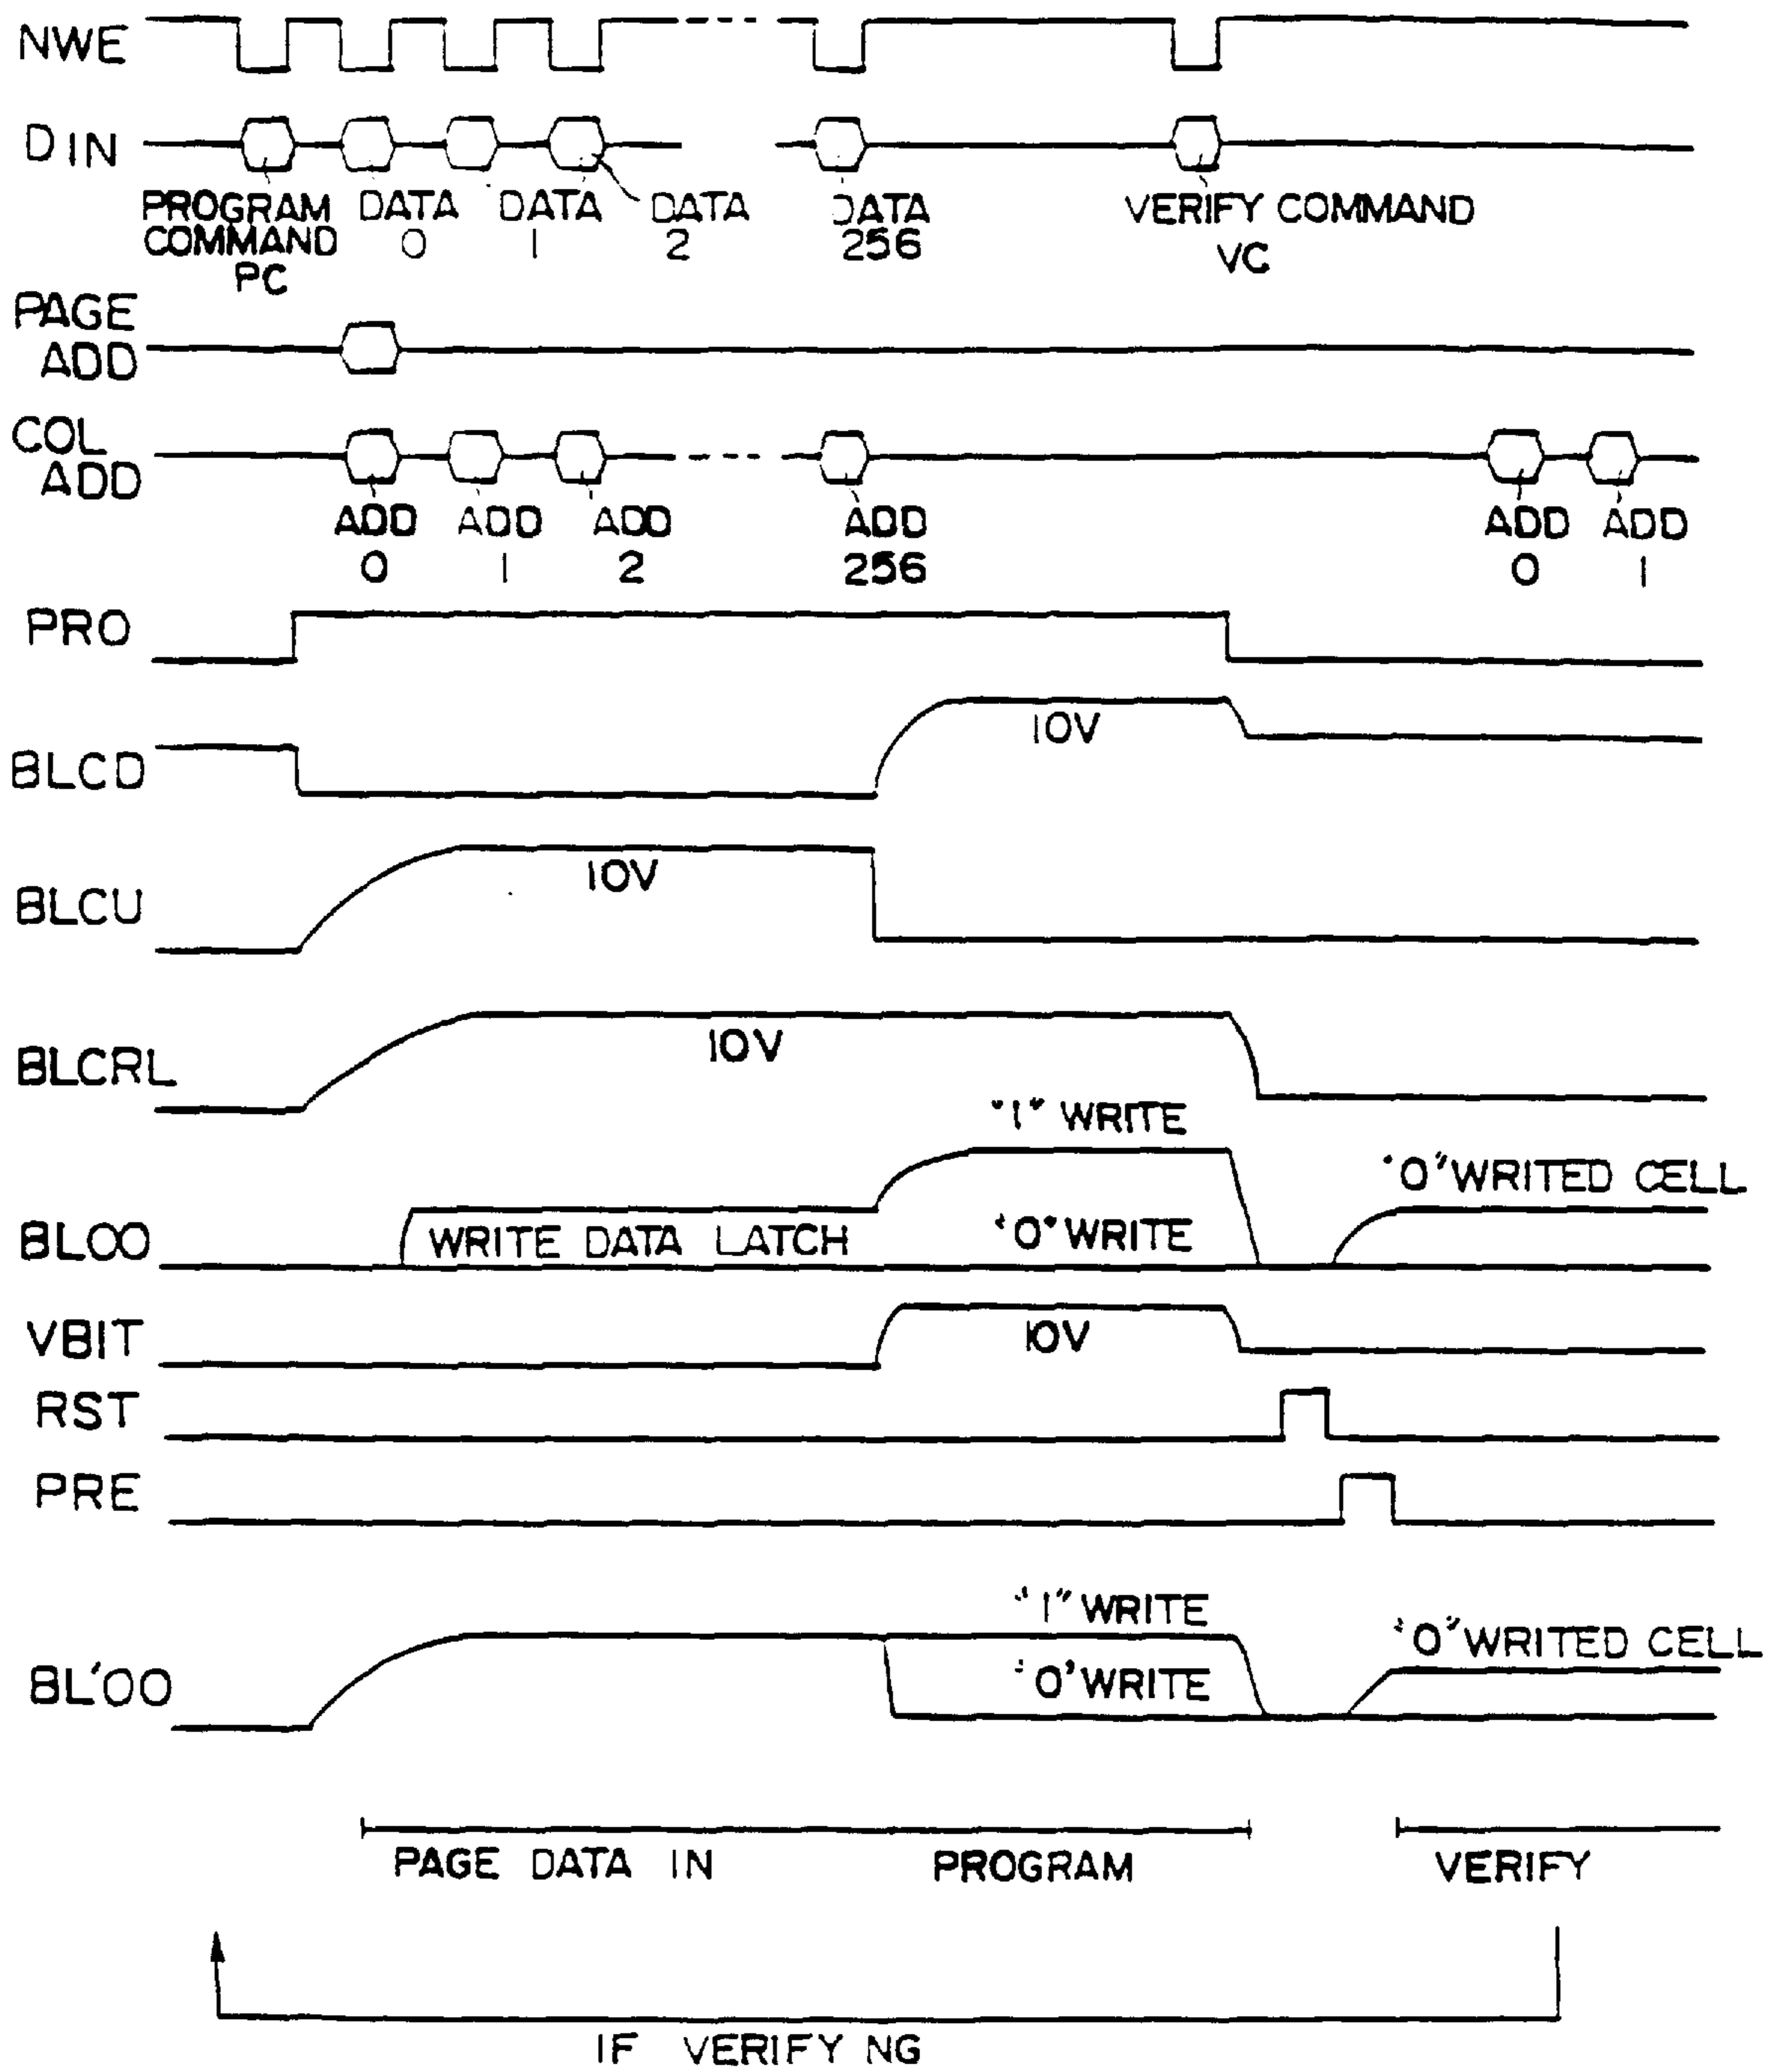 NWE
D IN
PROGRAM COMMAND PC
DATA 0
DATA 1
DATA 2
DATA 256
VERIFY COMMAND VC
PAGE ADD
COL ADD
ADD 0
ADD 1
ADD 2
ADD 256
ADD 0
ADD 1
PRO
BLCD
10V
BLCU
10V
BLCRL
10V
BL00
WRITE DATA LATCH
"1" WRITE
"0" WRITE
"0" WRITED CELL
VBIT
10V
RST
PRE
BL'00
"1" WRITE
"0" WRITE
"0" WRITED CELL
PAGE DATA IN
PROGRAM
VERIFY
IF VERIFY NG